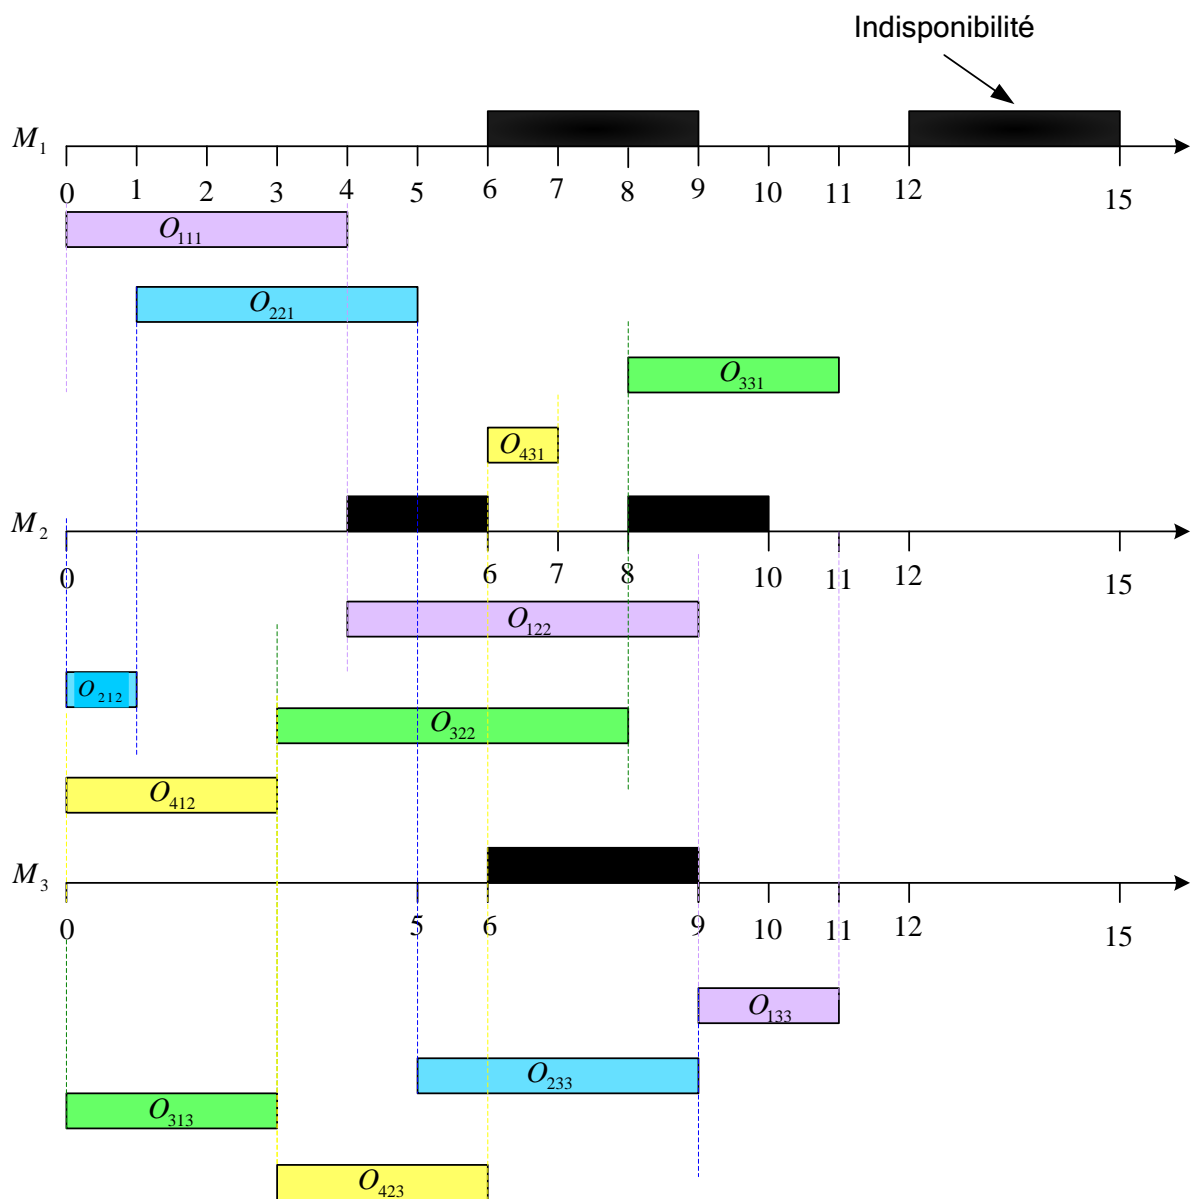 Indisponibilité
M1
0 1 2 3 4 5 6 7 8 9 10 11 12 15
O111
O221
O331
O431
M2
0 6 7 8 10 11 12 15
O122
O212
O322
O412
M3
0 5 6 9 10 11 12 15
O133
O233
O313
O423